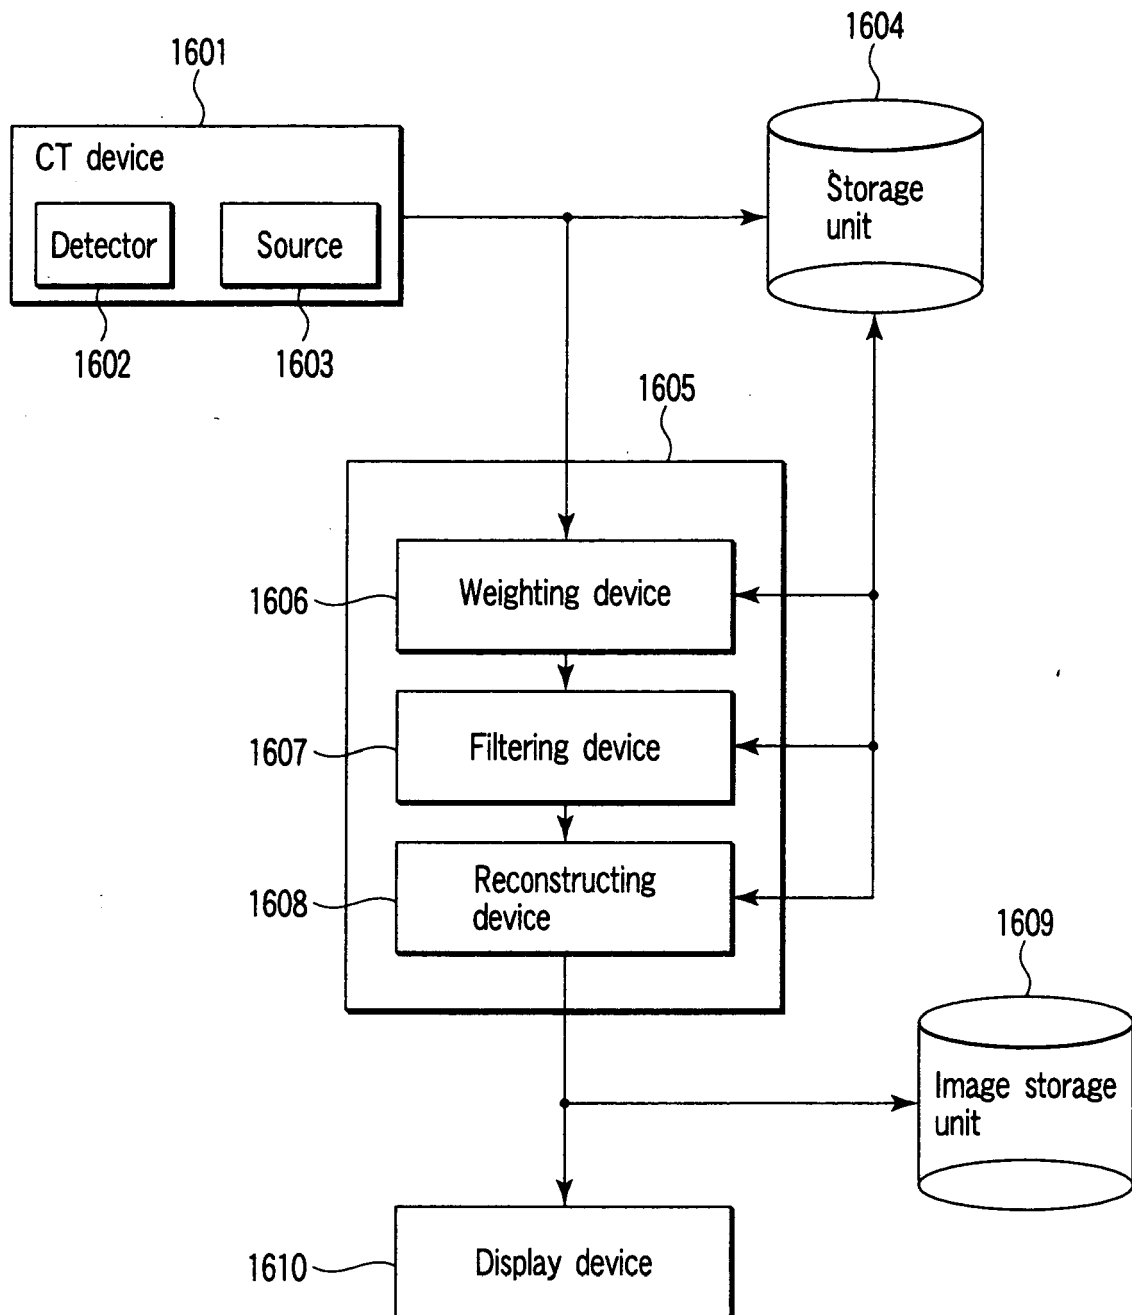 1601
1604
CT device
Detector
Source
Storage
unit
1602
1603
1605
1606
Weighting device
1607
Filtering device
1608
Reconstructing
device
1609
Image storage
unit
1610
Display device